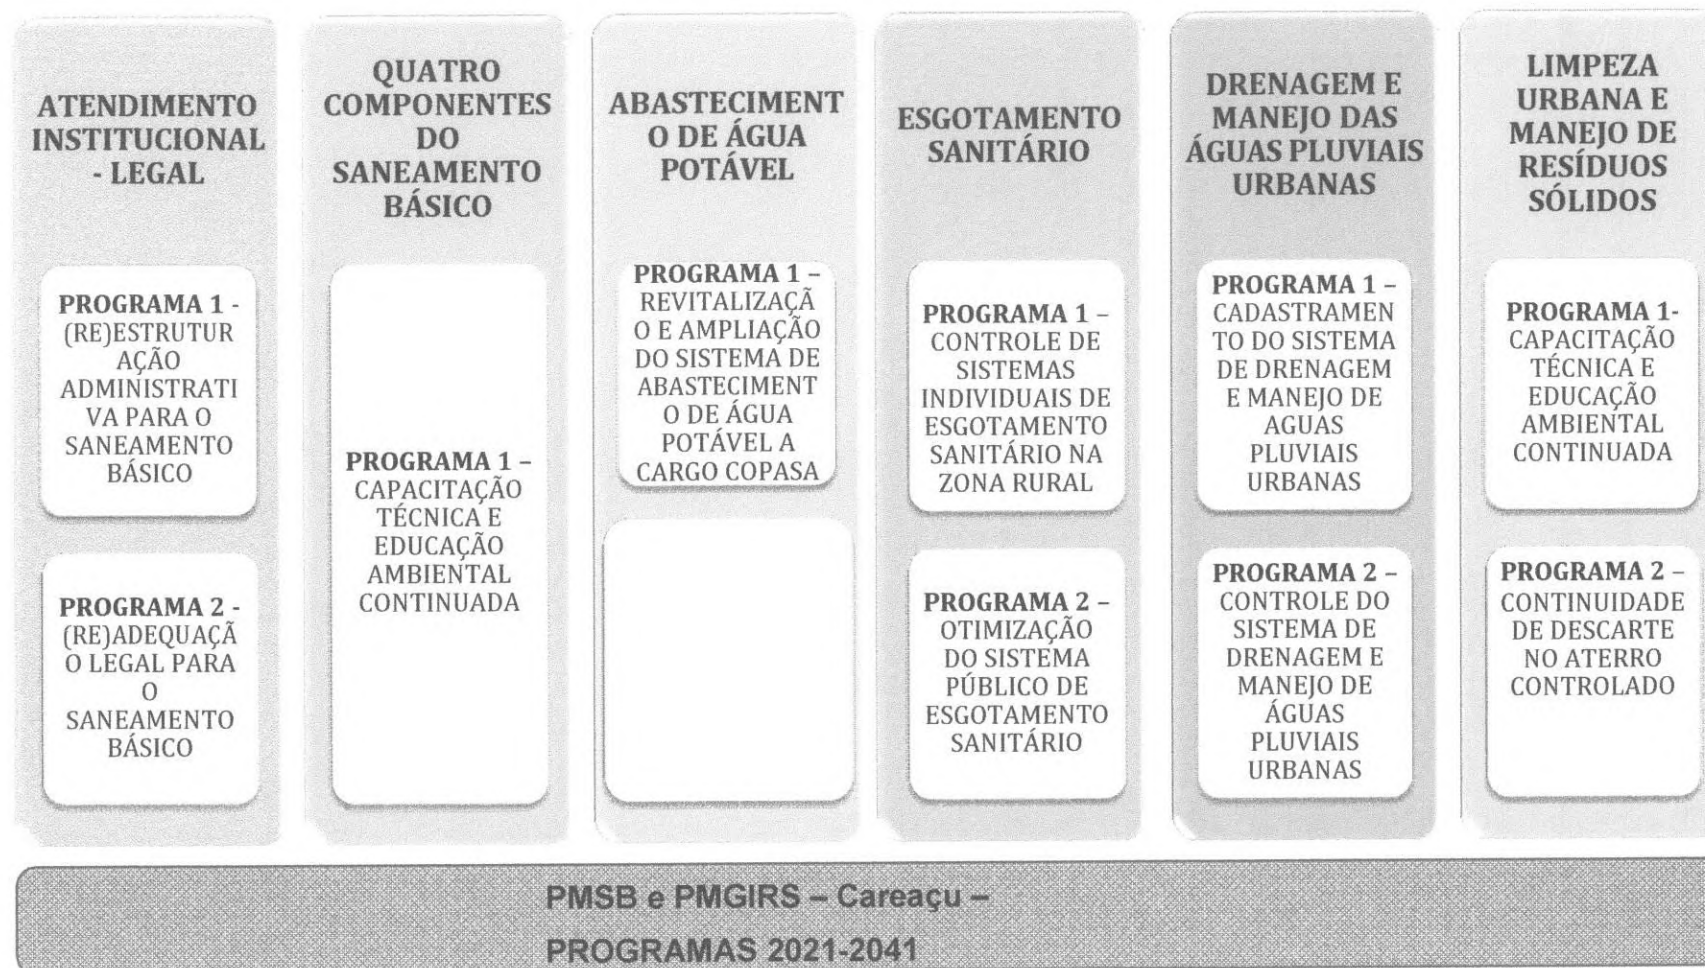 ATENDIMENTO
INSTITUCIONAL
- LEGAL
PROGRAMA 1 -
(RE)ESTRUTUR
AÇÃO
ADMINISTRATI
VA PARA O
SANEAMENTO
BÁSICO
PROGRAMA 2 -
(RE)ADEQUAÇÃ
O LEGAL PARA
O
SANEAMENTO
BÁSICO
QUATRO
COMPONENTES
DO
SANEAMENTO
BÁSICO
PROGRAMA 1 –
CAPACITAÇÃO
TÉCNICA E
EDUCAÇÃO
AMBIENTAL
CONTINUADA
ABASTECIMENT
O DE ÁGUA
POTÁVEL
PROGRAMA 1 –
REVITALIZAÇÃ
O E AMPLIAÇÃO
DO SISTEMA DE
ABASTECIMENT
O DE ÁGUA
POTÁVEL A
CARGO COPASA
ESGOTAMENTO
SANITÁRIO
PROGRAMA 1 –
CONTROLE DE
SISTEMAS
INDIVIDUAIS DE
ESGOTAMENTO
SANITÁRIO NA
ZONA RURAL
PROGRAMA 2 –
OTIMIZAÇÃO
DO SISTEMA
PÚBLICO DE
ESGOTAMENTO
SANITÁRIO
DRENAGEM E
MANEJO DAS
ÁGUAS PLUVIAIS
URBANAS
PROGRAMA 1 –
CADASTRAMEN
TO DO SISTEMA
DE DRENAGEM
E MANEJO DE
AGUAS
PLUVIAIS
URBANAS
PROGRAMA 2 –
CONTROLE DO
SISTEMA DE
DRENAGEM E
MANEJO DE
ÁGUAS
PLUVIAIS
URBANAS
LIMPEZA
URBANA E
MANEJO DE
RESÍDUOS
SÓLIDOS
PROGRAMA 1-
CAPACITAÇÃO
TÉCNICA E
EDUCAÇÃO
AMBIENTAL
CONTINUADA
PROGRAMA 2 –
CONTINUIDADE
DE DESCARTE
NO ATERRO
CONTROLADO
PMSB e PMGIRS – Careaçu –
PROGRAMAS 2021-2041